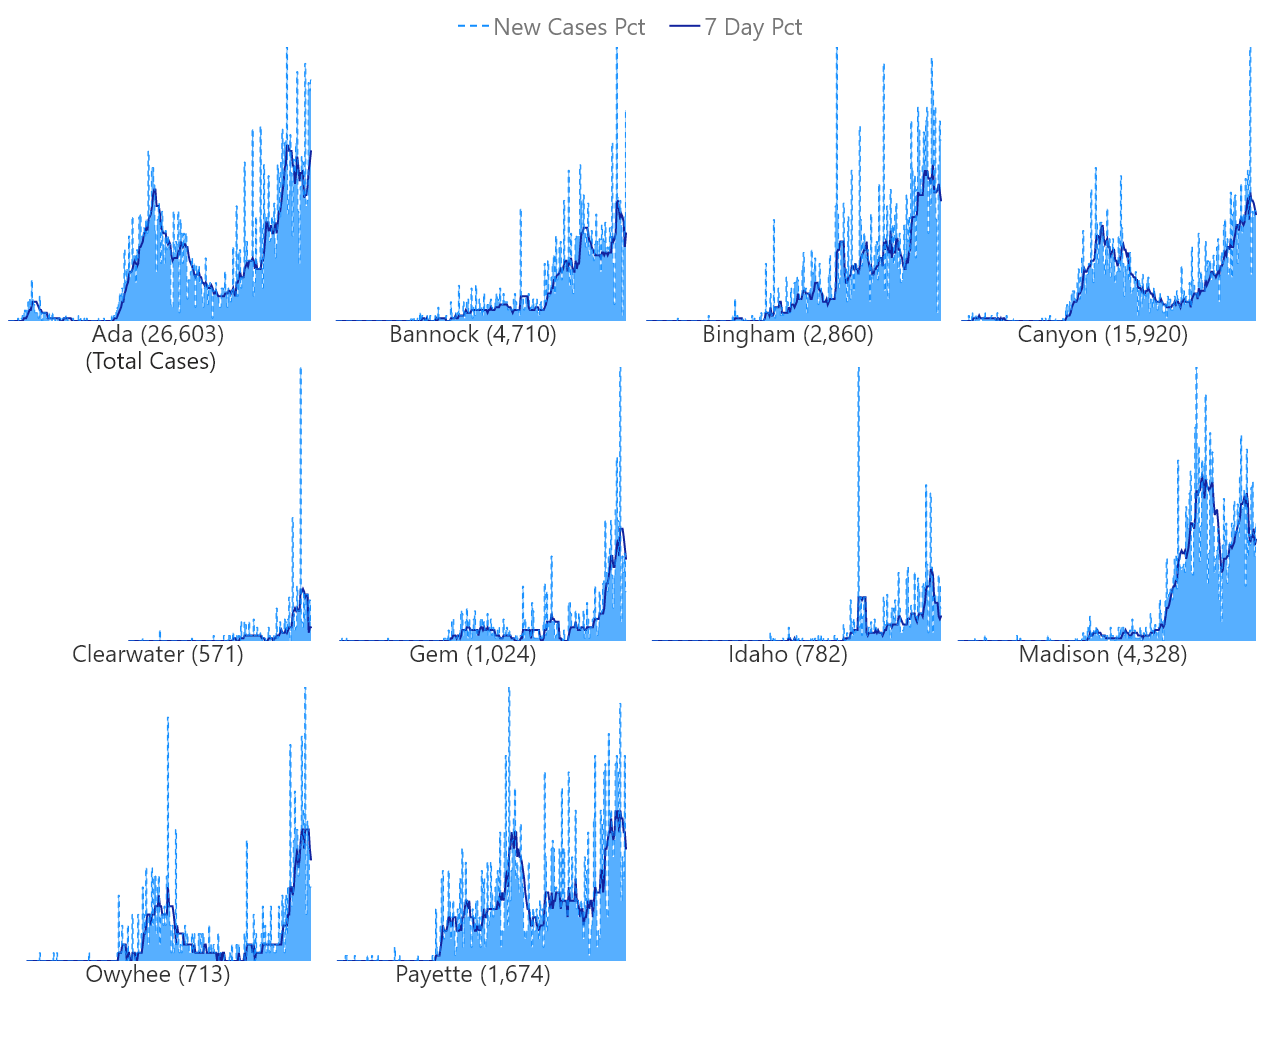 New Cases Pct 7 Day Pct
Ada (26,603) Bannock (4,710) Bingham (2,860) Canyon (15,920)
(Total Cases)
Clearwater (571) Gem (1,024) Idaho (782) Madison (4,328)
Owyhee (713) Payette (1,674)